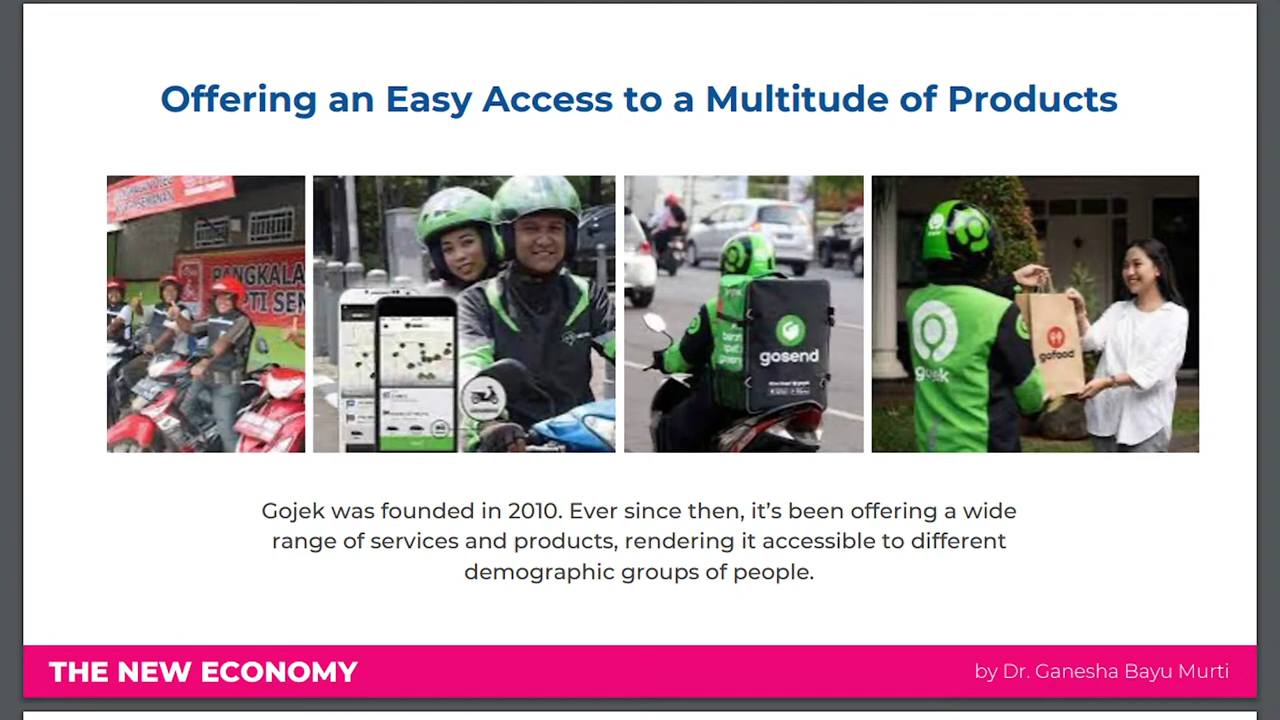 Offering an Easy Access to a Multitude of Products
PANGKALA
gosend
gojek
gofood
Gojek was founded in 2010. Ever since then, it's been offering a wide
range of services and products, rendering it accessible to different
demographic groups of people.
THE NEW ECONOMY
by Dr. Ganesha Bayu Murti